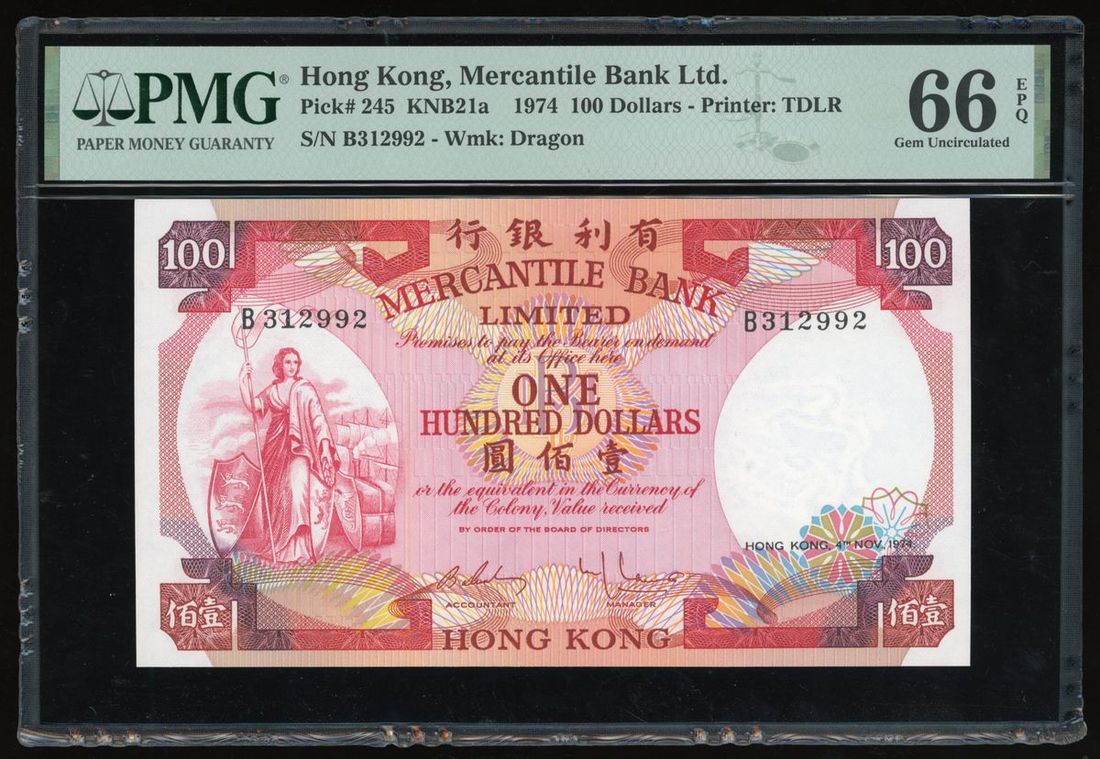 PMG®
PAPER MONEY GUARANTY
Hong Kong, Mercantile Bank Ltd.
Pick# 245 KNB21a 1974 100 Dollars - Printer: TDLR
S/N B312992 - Wmk: Dragon
66 EPQ
Gem Uncirculated
行銀利有
100 100
MERCANTILE BANK
LIMITED
B312992 B312992
Promises to pay the Bearer on demand
at its Office here
ONE
HUNDRED DOLLARS
圓佰壹
or the equivalent in the Currency of
the Colony, Value received
BY ORDER OF THE BOARD OF DIRECTORS
HONG KONG, 4TH NOV. 1974
ACCOUNTANT MANAGER
佰壹 佰壹
HONG KONG